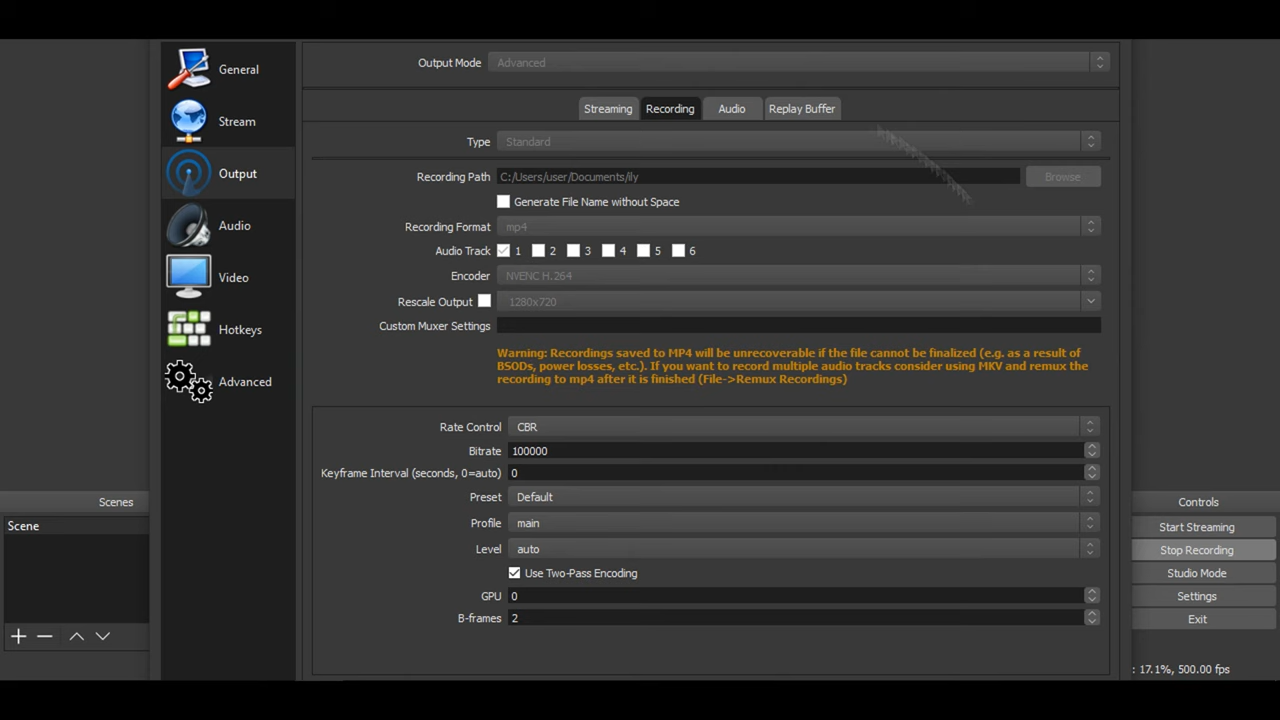 General
Stream
Output
Audio
Video
Hotkeys
Advanced
Output Mode Advanced
Streaming Recording Audio Replay Buffer
Type Standard
Recording Path C:/Users/user/Documents/ily Browse
Generate File Name without Space
Recording Format mp4
Audio Track 1 2 3 4 5 6
Encoder NVENC H.264
Rescale Output 1280x720
Custom Muxer Settings
Warning: Recordings saved to MP4 will be unrecoverable if the file cannot be finalized (e.g. as a result of
BSODs, power losses, etc.). If you want to record multiple audio tracks consider using MKV and remux the
recording to mp4 after it is finished (File->Remux Recordings)
Rate Control CBR
Bitrate 100000
Keyframe Interval (seconds, 0=auto) 0
Preset Default
Profile main
Level auto
Use Two-Pass Encoding
GPU 0
B-frames 2
Scenes
Scene
Controls
Start Streaming
Stop Recording
Studio Mode
Settings
Exit
: 17.1%, 500.00 fps